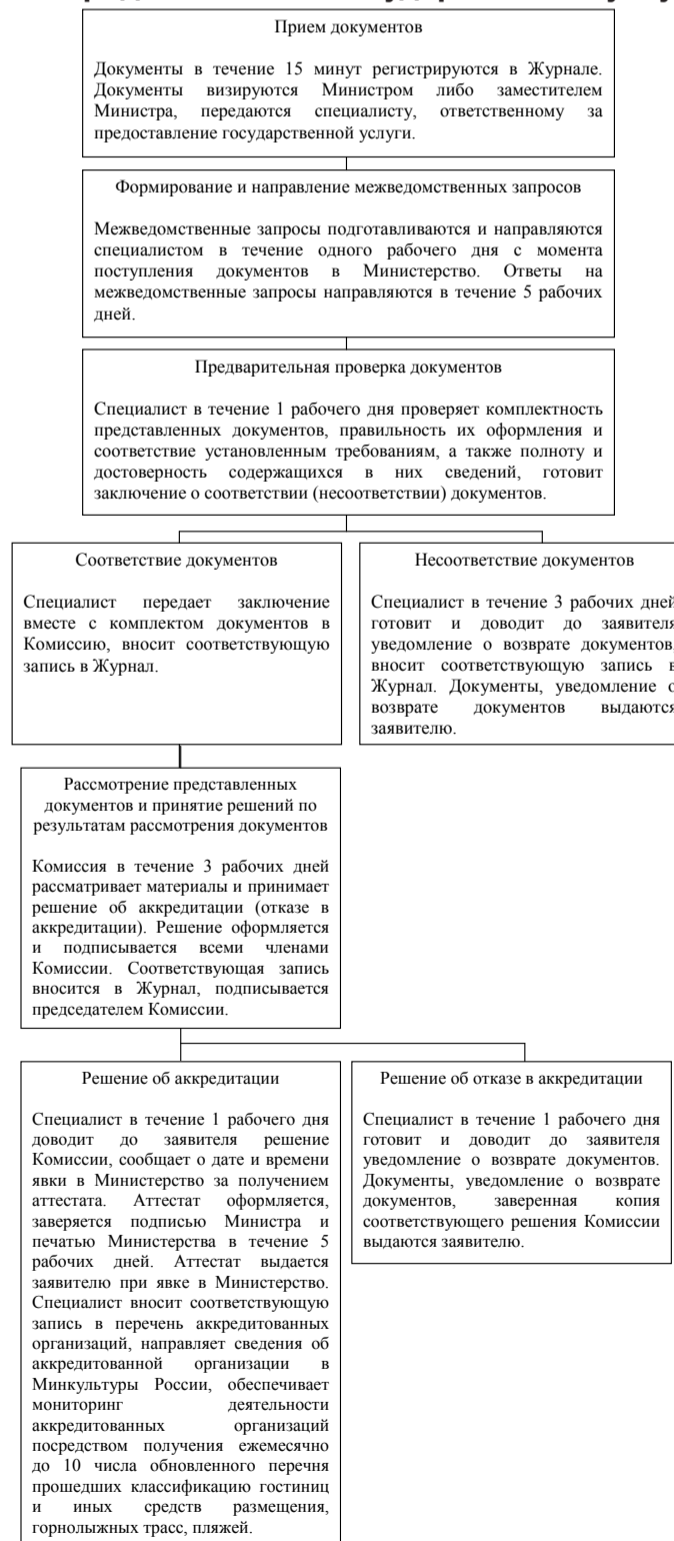 Прием документов
Документы в течение 15 минут регистрируются в Журнале.
Документы визируются Министром либо заместителем
Министра, передаются специалисту, ответственному за
предоставление государственной услуги.
Формирование и направление межведомственных запросов
Межведомственные запросы подготавливаются и направляются
специалистом в течение одного рабочего дня с момента
поступления документов в Министерство. Ответы на
межведомственные запросы направляются в течение 5 рабочих
дней.
Предварительная проверка документов
Специалист в течение 1 рабочего дня проверяет комплектность
представленных документов, правильность их оформления и
соответствие установленным требованиям, а также полноту и
достоверность содержащихся в них сведений, готовит
заключение о соответствии (несоответствии) документов.
Соответствие документов
Специалист передает заключение
вместе с комплектом документов в
Комиссию, вносит соответствующую
запись в Журнал.
Несоответствие документов
Специалист в течение 3 рабочих дней
готовит и доводит до заявителя
уведомление о возврате документов,
вносит соответствующую запись в
Журнал. Документы, уведомление о
возврате документов выдаются
заявителю.
Рассмотрение представленных
документов и принятие решений по
результатам рассмотрения документов
Комиссия в течение 3 рабочих дней
рассматривает материалы и принимает
решение об аккредитации (отказе в
аккредитации). Решение оформляется
и подписывается всеми членами
Комиссии. Соответствующая запись
вносится в Журнал, подписывается
председателем Комиссии.
Решение об аккредитации
Специалист в течение 1 рабочего дня
доводит до заявителя решение
Комиссии, сообщает о дате и времени
явки в Министерство за получением
аттестата. Аттестат оформляется,
заверяется подписью Министра и
печатью Министерства в течение 5
рабочих дней. Аттестат выдается
заявителю при явке в Министерство.
Специалист вносит соответствующую
запись в перечень аккредитованных
организаций, направляет сведения об
аккредитованной организации в
Минкультуры России, обеспечивает
мониторинг деятельности
аккредитованных организаций
посредством получения ежемесячно
до 10 числа обновленного перечня
прошедших классификацию гостиниц
и иных средств размещения,
горнолыжных трасс, пляжей.
Решение об отказе в аккредитации
Специалист в течение 1 рабочего дня
готовит и доводит до заявителя
уведомление о возврате документов.
Документы, уведомление о возврате
документов, заверенная копия
соответствующего решения Комиссии
выдаются заявителю.